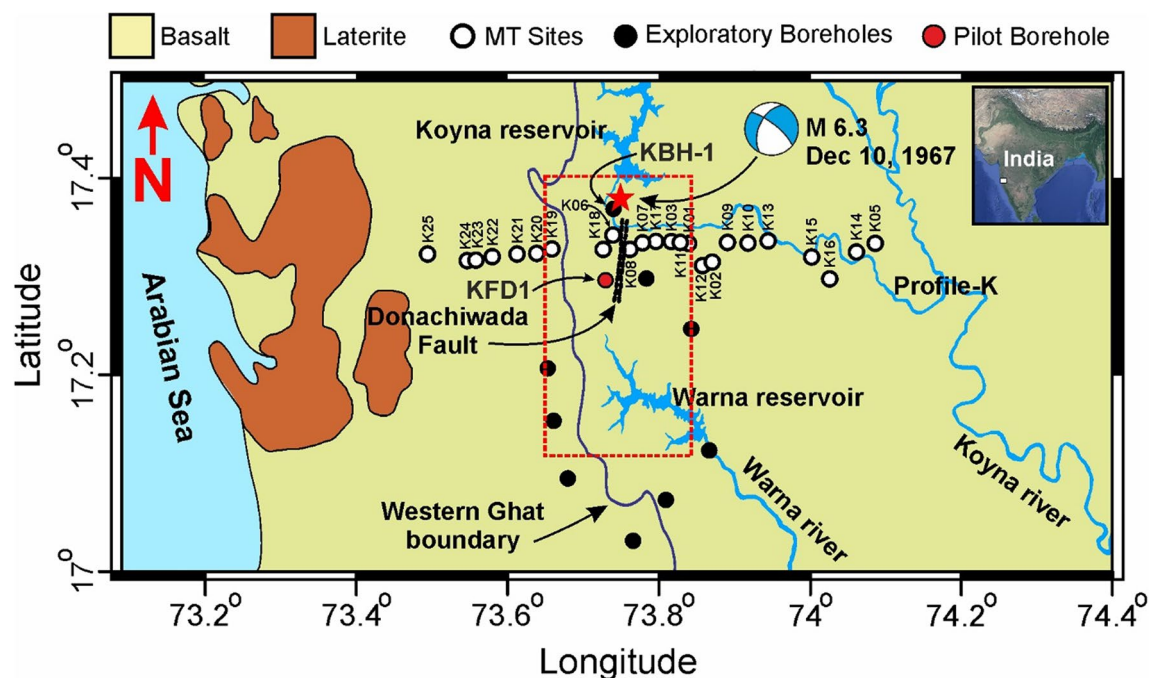 Basalt
Laterite
MT Sites
Exploratory Boreholes
Pilot Borehole
Koyna reservoir
KBH-1
M 6.3
Dec 10, 1967
India
N
17.4°
17.2°
17°
Latitude
Arabian Sea
K25
K24
K23
K22
K21
K20
K19
K18
K06
K08
K07
K17
K03
K11
K04
K12
K02
K09
K10
K13
K15
K16
K14
K05
Profile-K
KFD1
Donachiwada
Fault
Warna reservoir
Western Ghat
boundary
Warna river
Koyna river
73.2°
73.4°
73.6°
73.8°
74°
74.2°
74.4°
Longitude